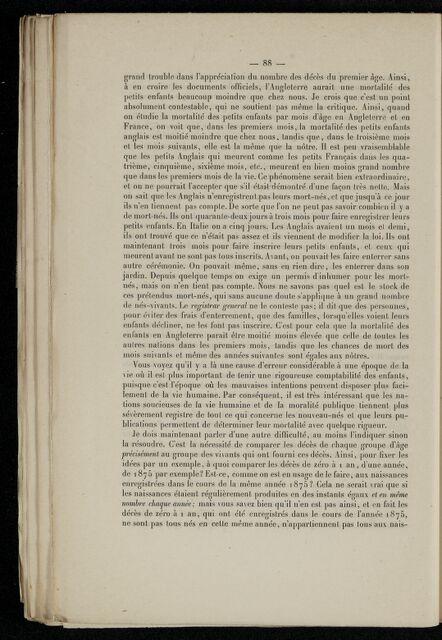 — 88 —
grand trouble dans l'appréciation du nombre des décès du premier âge. Ainsi,
à en croire les documents officiels, l'Angleterre aurait une mortalité des
petits enfants beaucoup moindre que chez nous. Je crois que c'est un point
absolument contestable, qui ne soutient pas même la critique. Ainsi, quand
on étudie la mortalité des petits enfants par mois d'âge en Angleterre et en
France, on voit que, dans les premiers mois, la mortalité des petits enfants
anglais est moitié moindre que chez nous, tandis que, dans le troisième mois
et les mois suivants, elle est la même que la nôtre. Il est peu vraisemblable
que les petits Anglais qui meurent comme les petits Français dans les qua-
trième, cinquième, sixième mois, etc., meurent en bien moins grand nombre
que dans les premiers mois de la vie. Ce phénomène serait bien extraordinaire,
et on ne pourrait l'accepter que s'il était démontré d'une façon très nette. Mais
on sait que les Anglais n'enregistrent pas leurs mort-nés, et que jusqu'à ce jour
ils n'en tiennent pas compte. De sorte que l'on ne peut pas savoir combien il y a
de mort-nés. Ils ont quarante-deux jours à trois mois pour faire enregistrer leurs
petits enfants. En Italie on a cinq jours. Les Anglais avaient un mois et demi,
ils ont trouvé que ce n'était pas assez et ils viennent de modifier la loi. Ils ont
maintenant trois mois pour faire inscrire leurs petits enfants, et ceux qui
meurent avant ne sont pas tous inscrits. Avant, on pouvait les faire enterrer sans
autre cérémonie. On pouvait même, sans en rien dire, les enterrer dans son
jardin. Depuis quelque temps on exige un permis d'inhumer pour les mort-
nés, mais on n'en tient pas compte. Nous ne savons pas quel est le stock de
ces prétendus mort-nés, qui sans aucune doute s'applique à un grand nombre
de nés-vivants. Le registrar general ne le conteste pas; il dit que des personnes,
pour éviter des frais d'enterrement, que des familles, lorsqu'elles voient leurs
enfants décliner, ne les font pas inscrire. C'est pour cela que la mortalité des
enfants en Angleterre paraît être moitié moins élevée que celle de toutes les
autres nations dans les premiers mois, tandis que les chances de mort des
mois suivants et même des années suivantes sont égales aux nôtres.
Vous voyez qu'il y a là une cause d'erreur considérable à une époque de la
vie où il est plus important de tenir une rigoureuse comptabilité des enfants,
puisque c'est l'époque où les mauvaises intentions peuvent disposer plus faci-
lement de la vie humaine. Par conséquent, il est très intéressant que les na-
tions soucieuses de la vie humaine et de la moralité publique tiennent plus
sévèrement registre de tout ce qui concerne les nouveau-nés et que leurs pu-
blications permettent de déterminer leur mortalité avec quelque rigueur.
Je dois maintenant parler d'une autre difficulté, au moins l'indiquer sinon
la résoudre. C'est la nécessité de comparer les décès de chaque groupe d'âge
précisément au groupe des vivants qui ont fourni ces décès. Ainsi, pour fixer les
idées par un exemple, à quoi comparer les décès de zéro à 1 an, d'une année,
de 1875 par exemple? Est-ce, comme on est en usage de le faire, aux naissances
enregistrées dans le cours de la même année 1875? Cela ne serait vrai que si
les naissances étaient régulièrement produites en des instants égaux et en même
nombre chaque année; mais vous savez bien qu'il n'en est pas ainsi, et en fait les
décès de zéro à 1 an, qui ont été enregistrés dans le cours de l'année 1875,
ne sont pas tous nés en cette même année, n'appartiennent pas tous aux nais-